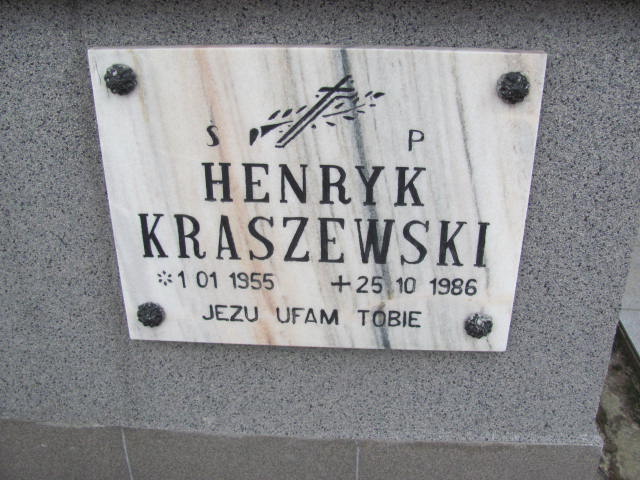 Ś P
HENRYK
KRASZEWSKI
*1 01 1955 +25 10 1986
JEZU UFAM TOBIE